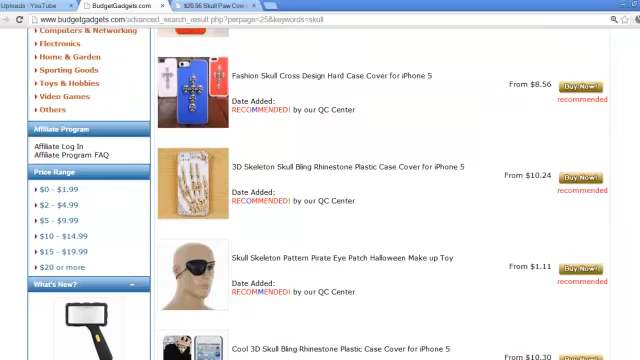 Uploads - YouTube
BudgetGadgets.com
$20.56 Skull Paw Coin
www.budgetgadgets.com/advanced_search_result.php?perpage=25&keywords=skull
Computers & Networking
Electronics
Home & Garden
Sporting Goods
Toys & Hobbies
Video Games
Others
Affiliate Program
Affiliate Log In
Affiliate Program FAQ
Price Range
$0 - $1.99
$2 - $4.99
$5 - $9.99
$10 - $14.99
$15 - $19.99
$20 or more
What's New?
Fashion Skull Cross Design Hard Case Cover for iPhone 5
Date Added:
RECOMMENDED! by our QC Center
From $8.56
Buy Now!
recommended
3D Skeleton Skull Bling Rhinestone Plastic Case Cover for iPhone 5
Date Added:
RECOMMENDED! by our QC Center
From $10.24
Buy Now!
recommended
Skull Skeleton Pattern Pirate Eye Patch Halloween Make up Toy
Date Added:
RECOMMENDED! by our QC Center
From $1.11
Buy Now!
recommended
Cool 3D Skull Bling Rhinestone Plastic Case Cover for iPhone 5
From $10.30